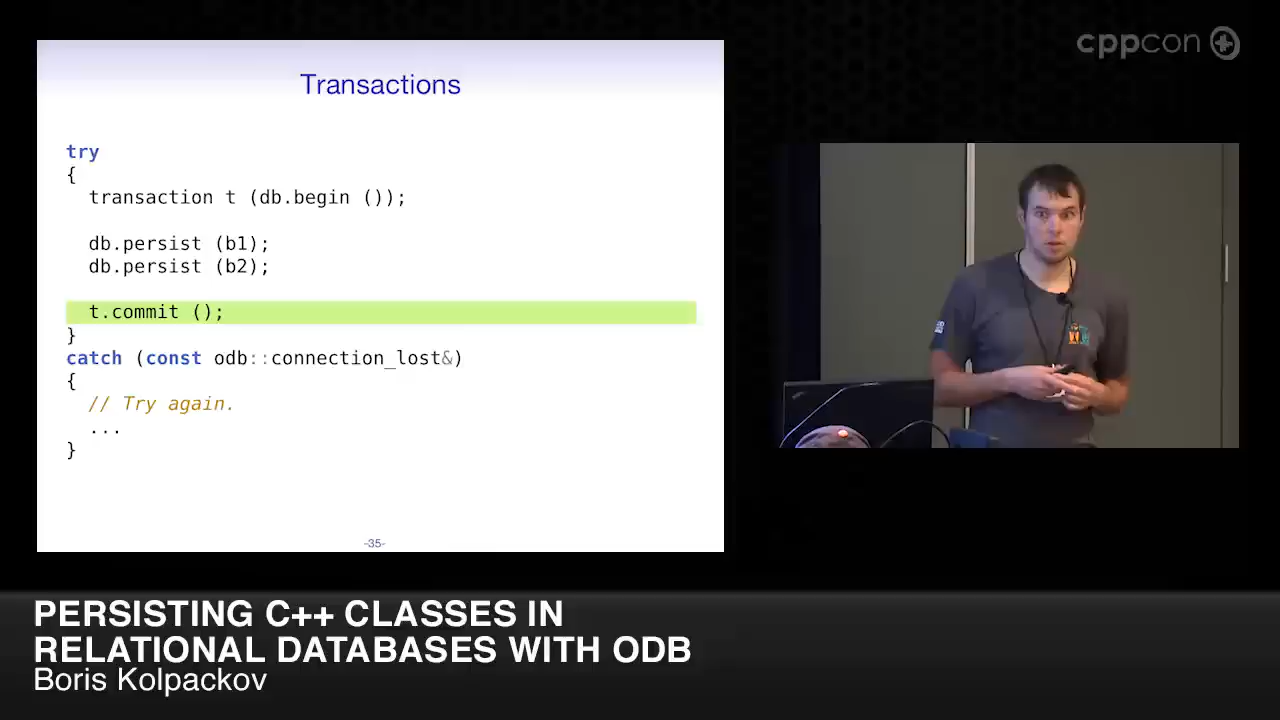 cppcon
Transactions
try
{
transaction t (db.begin ());
db.persist (b1);
db.persist (b2);
t.commit ();
}
catch (const odb::connection_lost&)
{
// Try again.
...
}
-35-
PERSISTING C++ CLASSES IN
RELATIONAL DATABASES WITH ODB
Boris Kolpackov